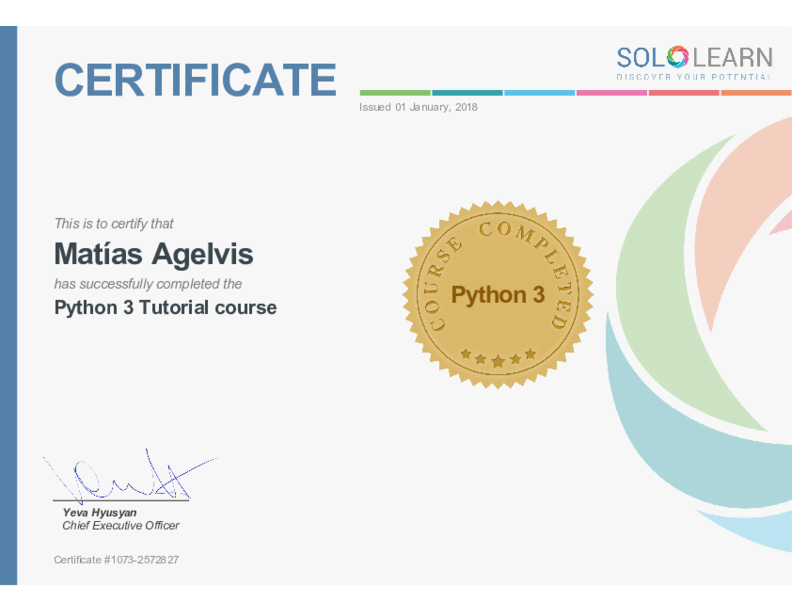 CERTIFICATE
SOLOLEARN
DISCOVER YOUR POTENTIAL
Issued 01 January, 2018
This is to certify that
Matías Agelvis
has successfully completed the
Python 3 Tutorial course
COURSE COMPLETED
Python 3
Yeva Hyusyan
Chief Executive Officer
Certificate #1073-2572827